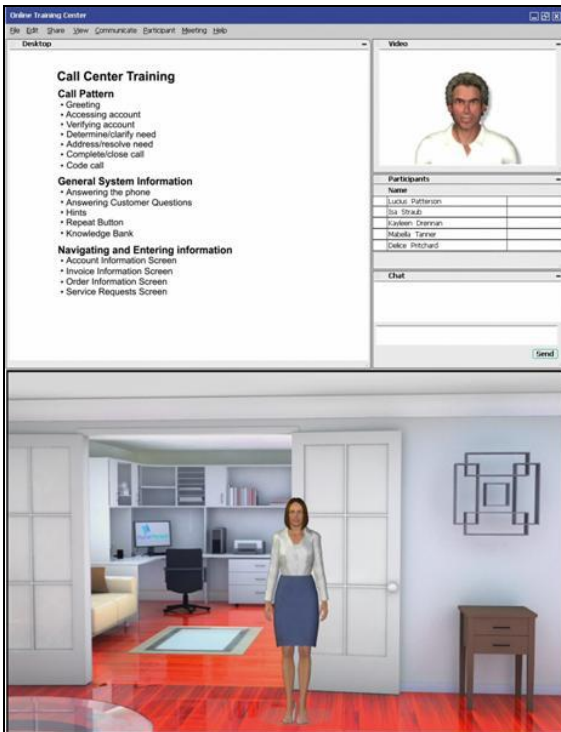 Online Training Center
File Edit Share View Communicate Participant Meeting Help
Desktop
Call Center Training
Call Pattern
• Greeting
• Accessing account
• Verifying account
• Determine/clarify need
• Address/resolve need
• Complete/close call
• Code call
General System Information
• Answering the phone
• Answering Customer Questions
• Hints
• Repeat Button
• Knowledge Bank
Navigating and Entering information
• Account Information Screen
• Invoice Information Screen
• Order Information Screen
• Service Requests Screen
Video
Participants
Name
Lucius Patterson
Isa Straub
Kayleen Drennan
Mabella Tanner
Delice Pritchard
Chat
Send